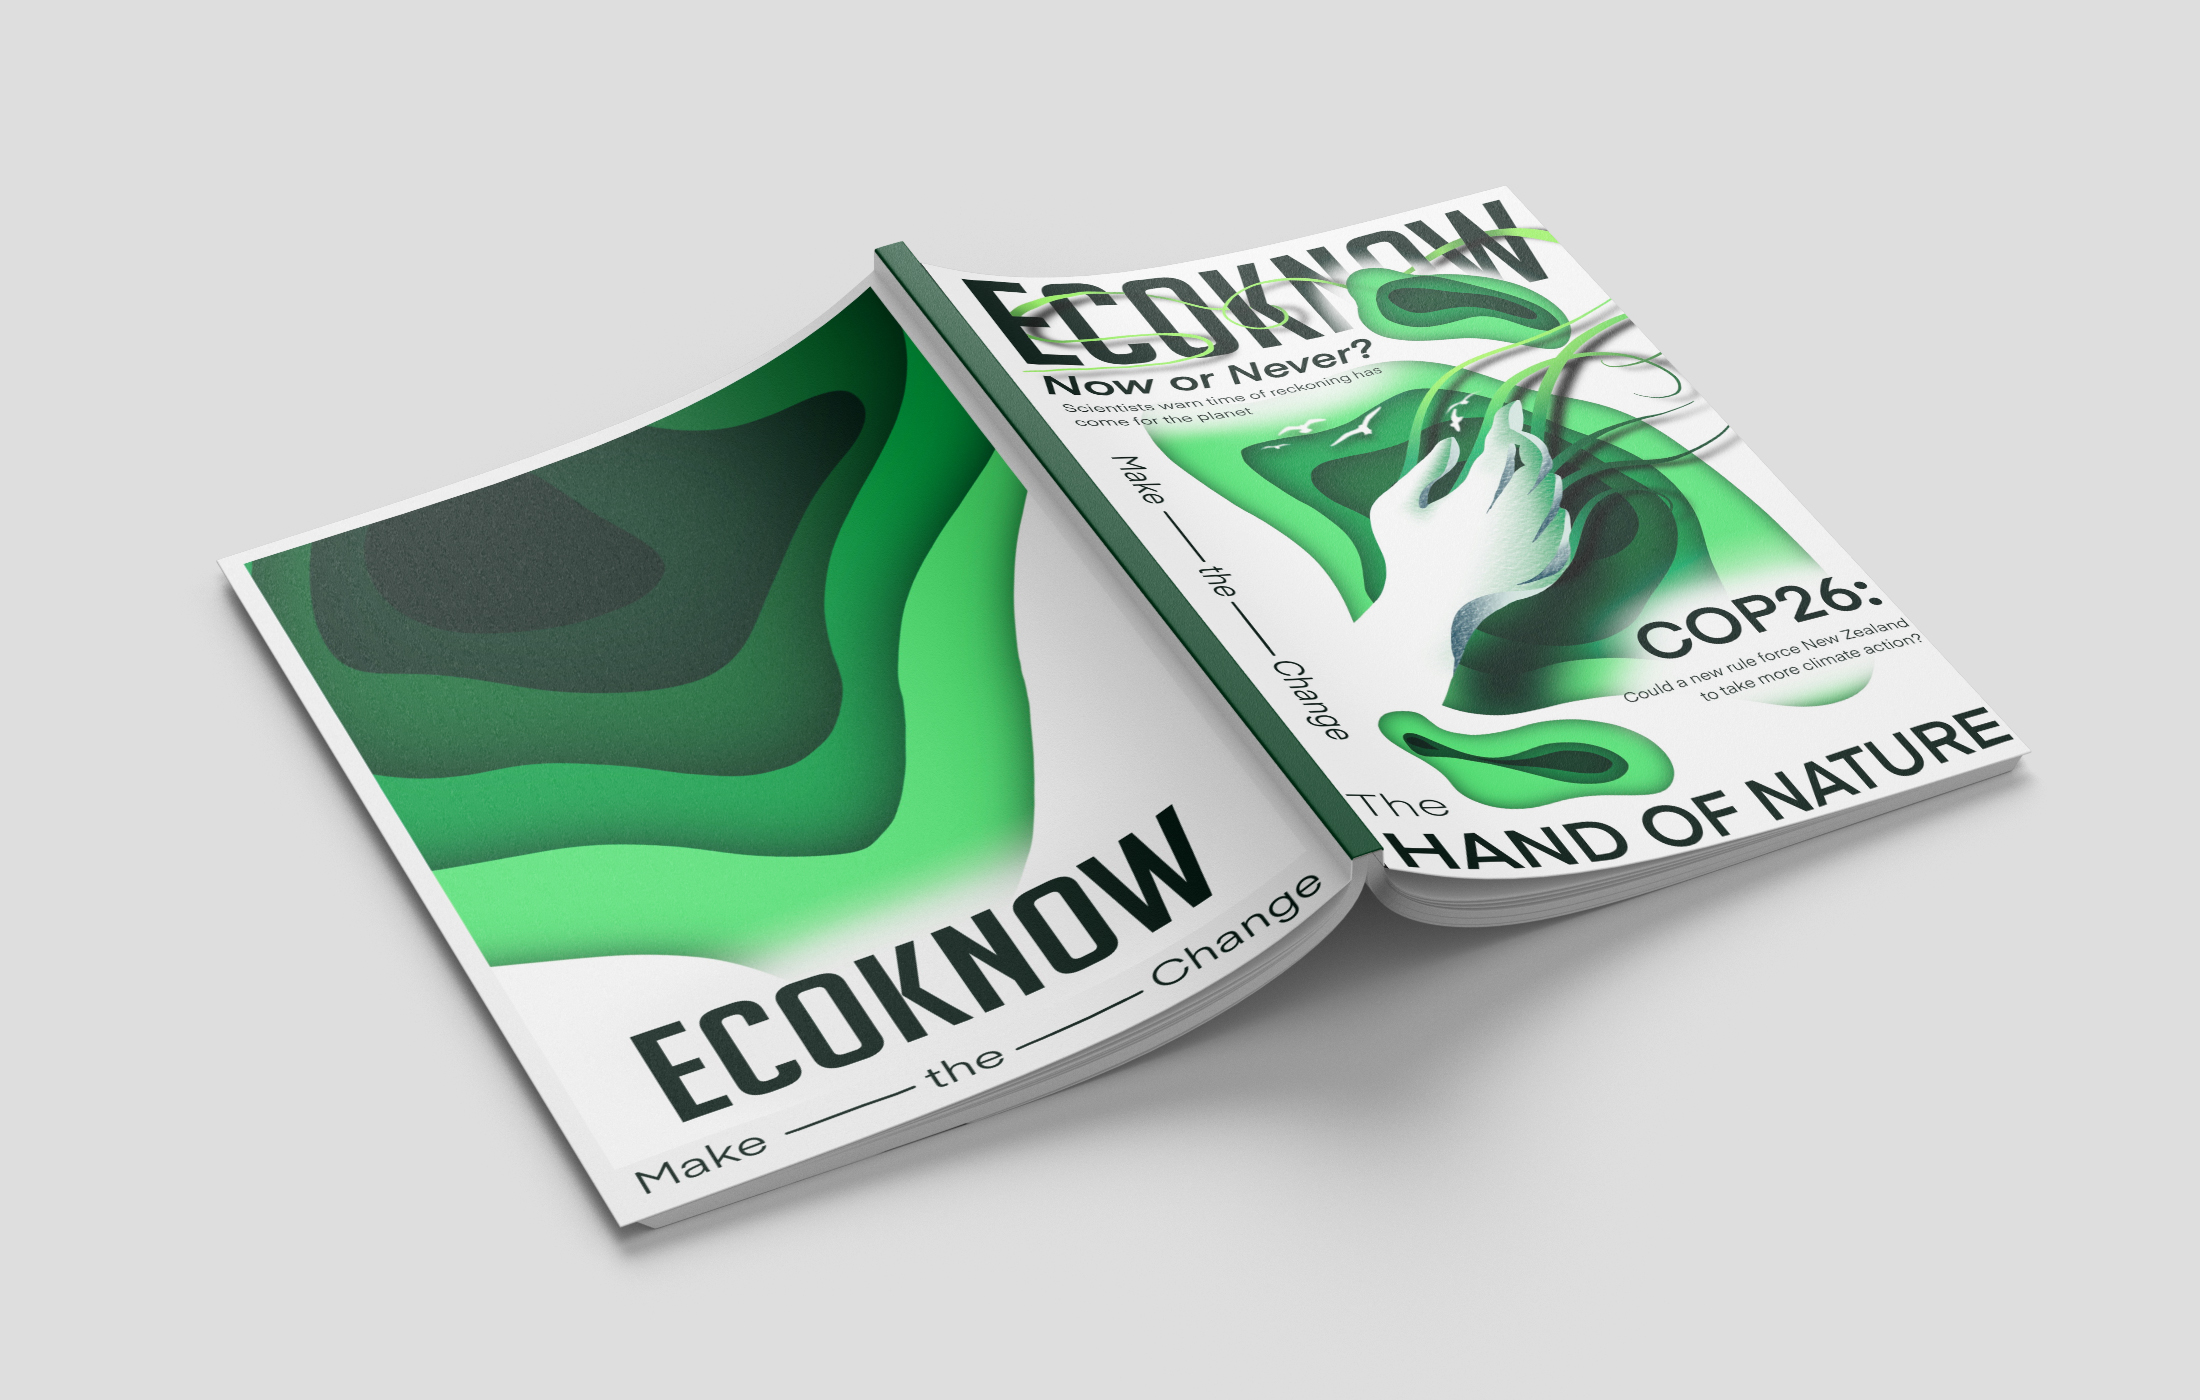 ECOKNOW
Now or Never?
Scientists warn time of reckoning has
come for the planet
Make — the — Change
COP26:
Could a new rule force New Zealand
to take more climate action?
The
HAND OF NATURE
ECOKNOW
Make — the — Change